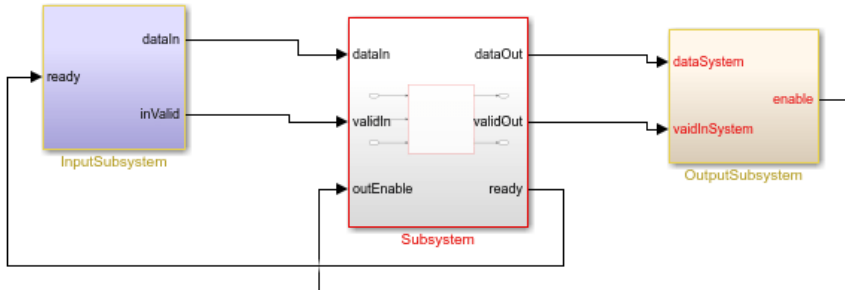 dataIn
ready
inValid
InputSubsystem
dataIn
dataOut
validIn
validOut
outEnable
ready
Subsystem
dataSystem
enable
vaidInSystem
OutputSubsystem